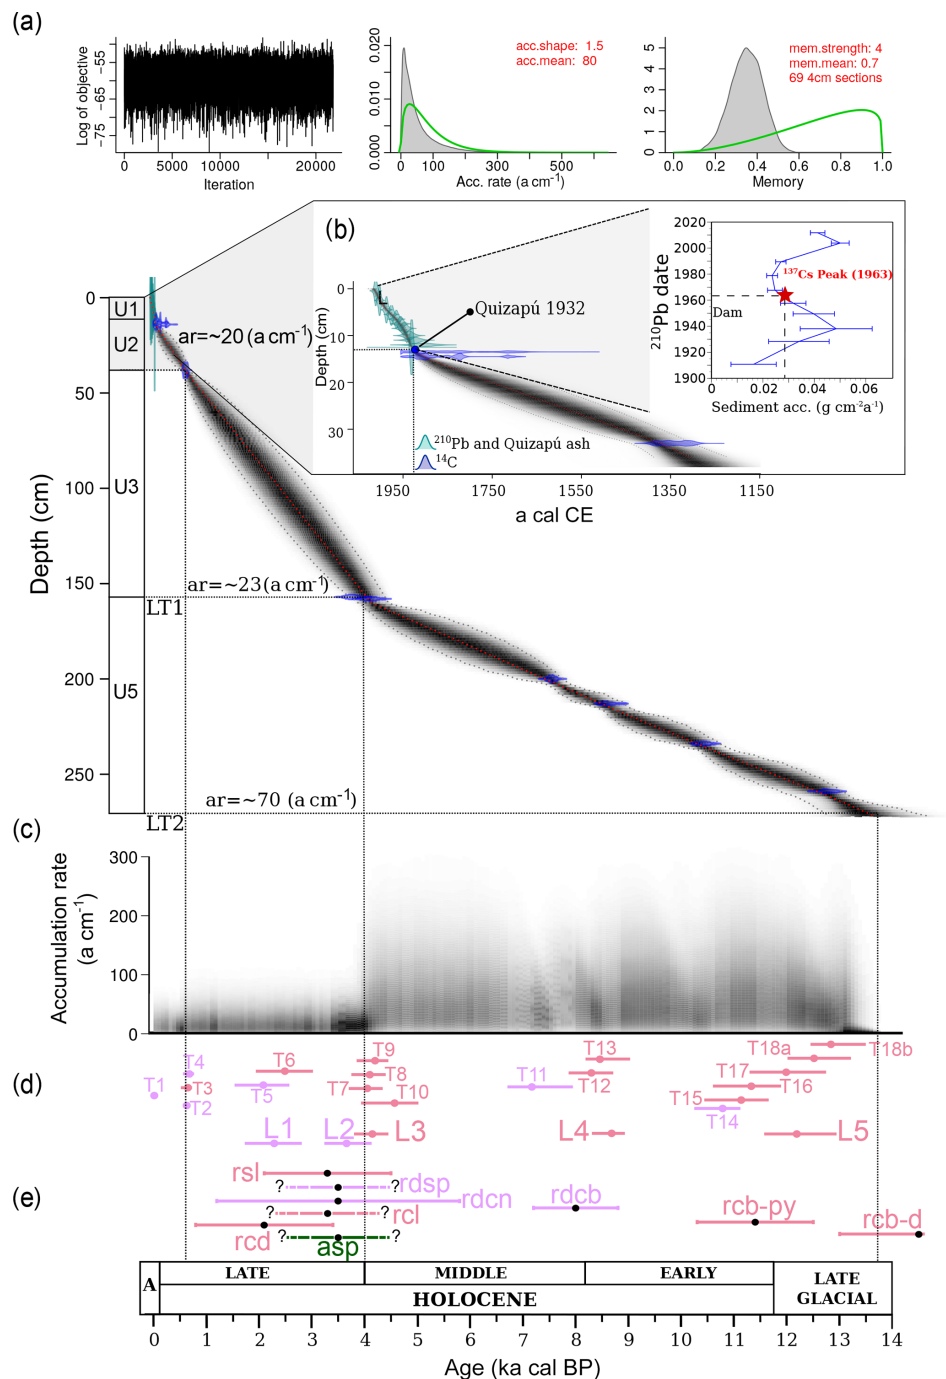 (a)
Log of objective
−55
−65
−75
0
5000
10000
20000
Iteration
0.020
0.010
0.000
acc.shape: 1.5
acc.mean: 80
0
100
300
500
Acc. rate (a cm⁻¹)
5
4
3
2
1
0
mem.strength: 4
mem.mean: 0.7
69 4cm sections
0.0
0.2
0.4
0.6
0.8
1.0
Memory
(b)
Depth (cm)
0
10
20
30
L
Quizapú 1932
²¹⁰Pb and Quizapú ash
¹⁴C
1950
1750
1550
1350
1150
a cal CE
²¹⁰Pb date
2020
2000
1980
1960
1940
1920
1900
¹³⁷Cs Peak (1963)
Dam
0
0.02
0.04
0.06
Sediment acc. (g cm⁻²a⁻¹)
Depth (cm)
0
50
100
150
200
250
U1
U2
U3
U5
ar=~20 (a cm⁻¹)
ar=~23 (a cm⁻¹)
LT1
ar=~70 (a cm⁻¹)
LT2
(c)
Accumulation rate
(a cm⁻¹)
300
200
100
0
(d)
T1
T4
T3
T2
T6
T5
T9
T8
T7
T10
T11
T13
T12
T18a
T18b
T17
T16
T15
T14
L1
L2
L3
L4
L5
(e)
rsl
? rdsp ?
rdcn
? rcl ?
rcd
? asp ?
rdcb
rcb-py
rcb-d
A
LATE
MIDDLE
EARLY
HOLOCENE
LATE
GLACIAL
0 1 2 3 4 5 6 7 8 9 10 11 12 13 14
Age (ka cal BP)